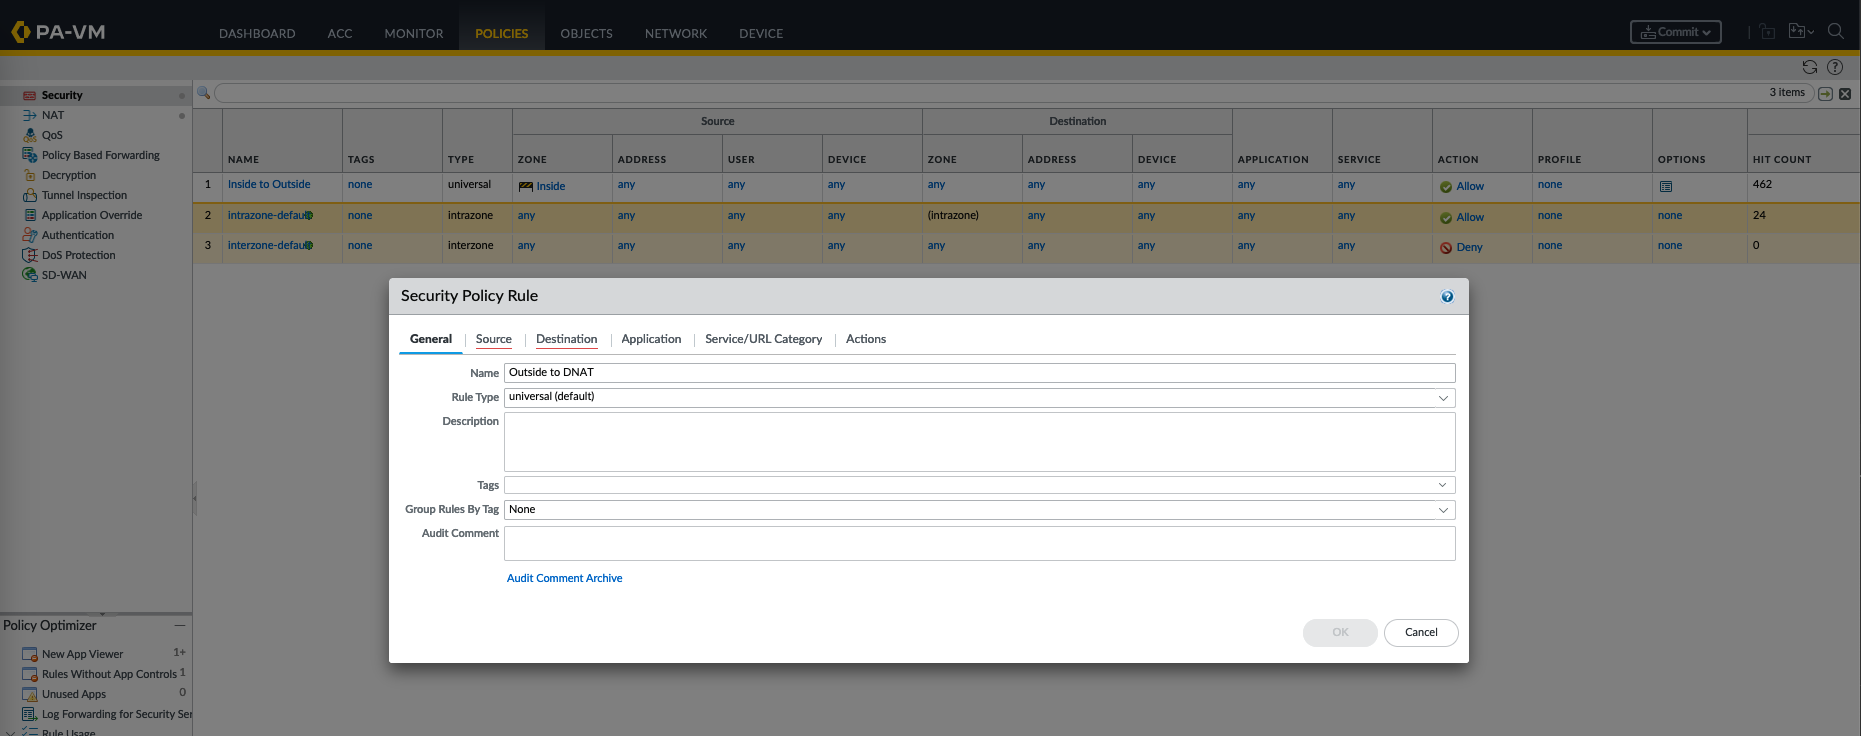 PA-VM
DASHBOARD ACC MONITOR POLICIES OBJECTS NETWORK DEVICE
Commit
Security
NAT
QoS
Policy Based Forwarding
Decryption
Tunnel Inspection
Application Override
Authentication
DoS Protection
SD-WAN
3 items
Source Destination
NAME TAGS TYPE ZONE ADDRESS USER DEVICE ZONE ADDRESS DEVICE APPLICATION SERVICE ACTION PROFILE OPTIONS HIT COUNT
1 Inside to Outside none universal Inside any any any any any any any any Allow none 462
2 intrazone-default none intrazone any any any any (intrazone) any any any any Allow none none 24
3 interzone-default none interzone any any any any any any any any any Deny none none 0
Security Policy Rule
General Source Destination Application Service/URL Category Actions
Name Outside to DNAT
Rule Type universal (default)
Description
Tags
Group Rules By Tag None
Audit Comment
Audit Comment Archive
OK Cancel
Policy Optimizer
New App Viewer 1+
Rules Without App Controls 1
Unused Apps 0
Log Forwarding for Security Ser
Rule Usage